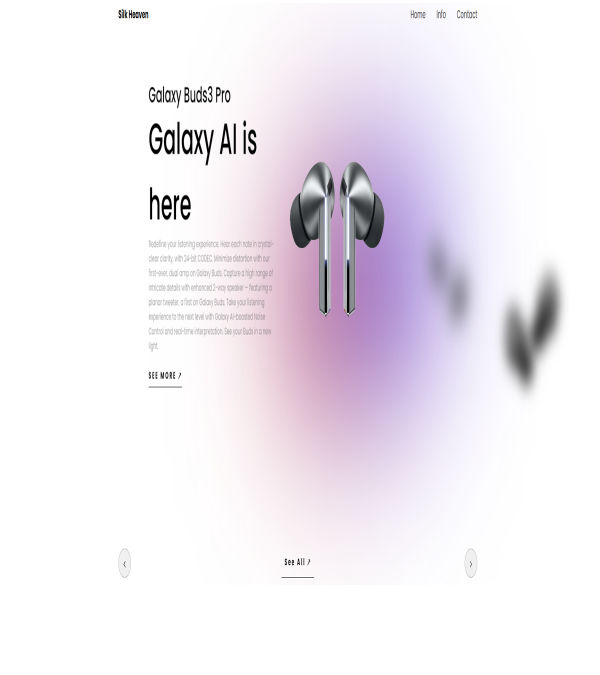 Silk Heaven
Home Info Contact
Galaxy Buds3 Pro
Galaxy AI is
here
Redefine your listening experience. Hear each note in crystal-
clear clarity, with 24-bit CODEC. Minimize distortion with our
first-ever, dual amp on Galaxy Buds. Capture a high range of
intricate details with enhanced 2-way speaker — featuring a
planar tweeter, a first on Galaxy Buds. Take your listening
experience to the next level with Galaxy AI-boosted Noise
Control and real-time interpretation. See your Buds in a new
light.
SEE MORE ↗
‹ See All ↗ ›